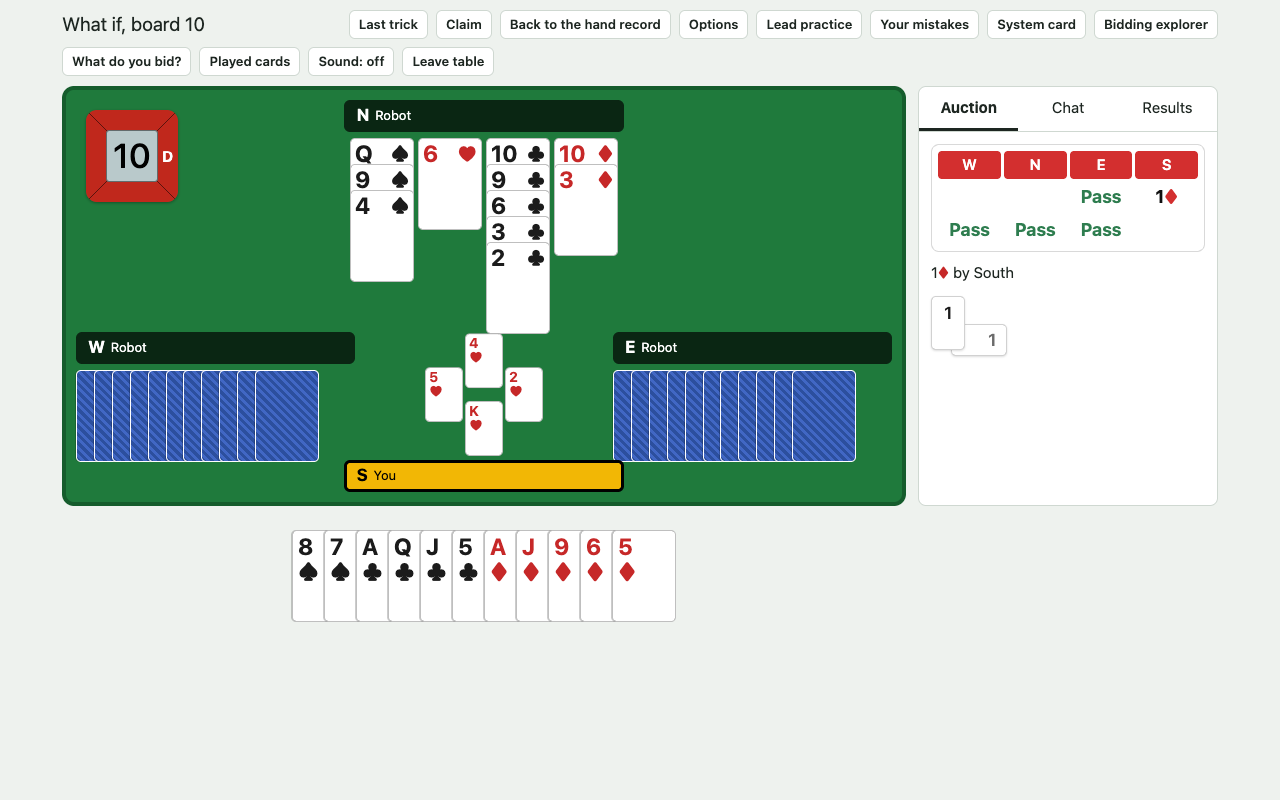 What if, board 10
Last trick
Claim
Back to the hand record
Options
Lead practice
Your mistakes
System card
Bidding explorer
What do you bid?
Played cards
Sound: off
Leave table
10 D
N Robot
Q♠ 6♥ 10♣ 10♦
9♠ 9♣ 3♦
4♠ 6♣
3♣
2♣
W Robot
E Robot
4♥
5♥ 2♥
K♥
S You
8♠ 7♠ A♣ Q♣ J♣ 5♣ A♦ J♦ 9♦ 6♦ 5♦
Auction Chat Results
W N E S
Pass 1♦
Pass Pass Pass
1♦ by South
1
1